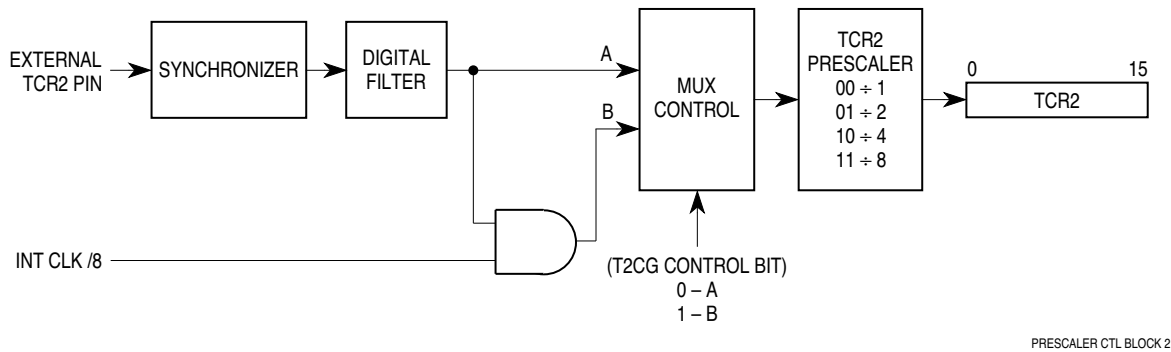 EXTERNAL
TCR2 PIN
SYNCHRONIZER
DIGITAL
FILTER
A
B
MUX
CONTROL
TCR2
PRESCALER
00 ÷ 1
01 ÷ 2
10 ÷ 4
11 ÷ 8
0 15
TCR2
INT CLK /8
(T2CG CONTROL BIT)
0 – A
1 – B
PRESCALER CTL BLOCK 2